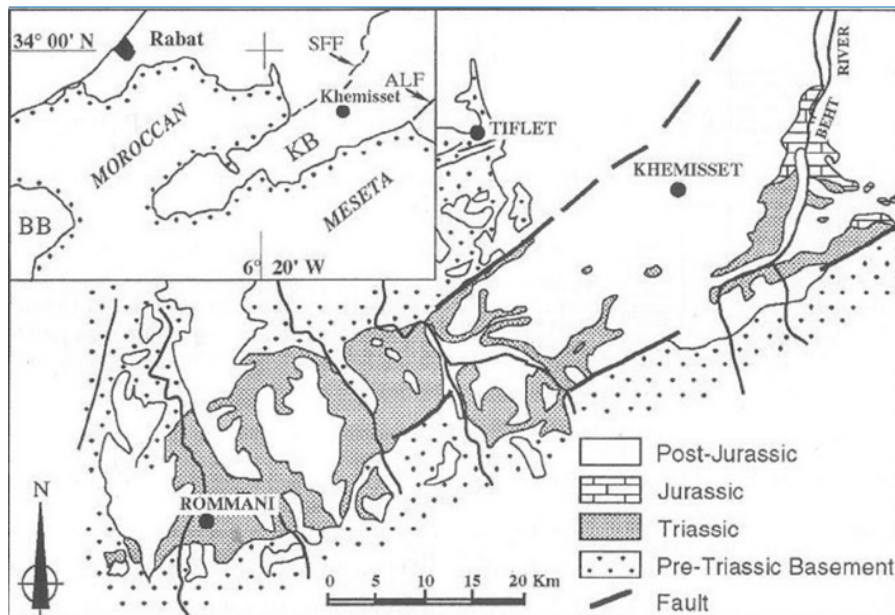 34° 00' N
Rabat
SFF
ALF
Khemisset
KB
MOROCCAN
MESETA
BB
6° 20' W
TIFLET
KHEMISSET
BEHT RIVER
ROMMANI
N
Post-Jurassic
Jurassic
Triassic
Pre-Triassic Basement
Fault
0 5 10 15 20 Km